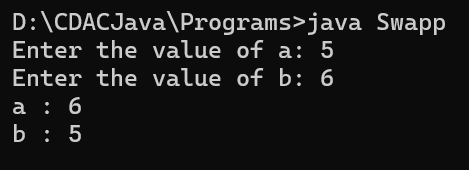 D:\CDACJava\Programs>java Swapp
Enter the value of a: 5
Enter the value of b: 6
a : 6
b : 5